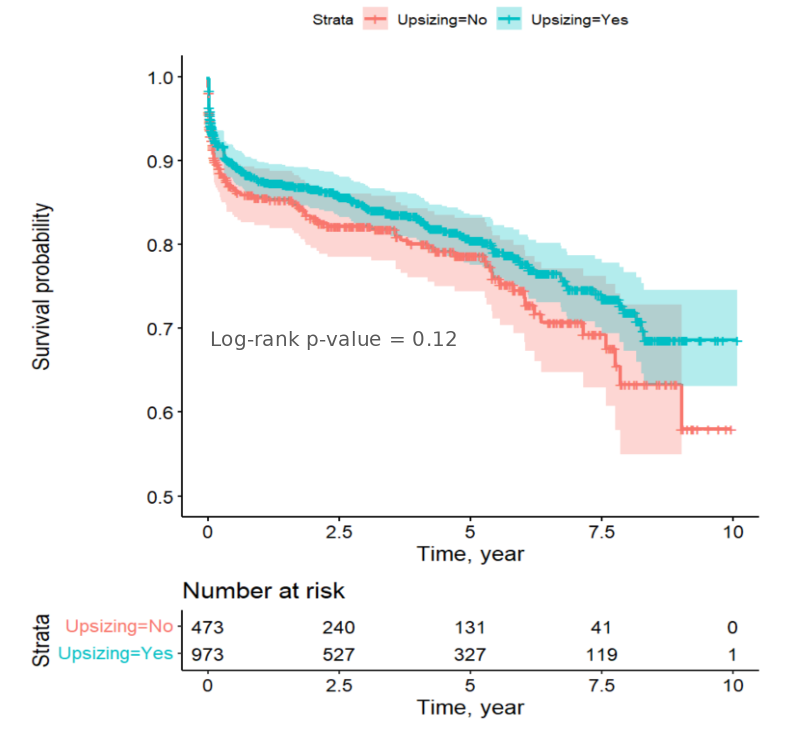 Strata Upsizing=No Upsizing=Yes
1.0
0.9
0.8
0.7
0.6
0.5
Survival probability
Log-rank p-value = 0.12
0 2.5 5 7.5 10
Time, year
Number at risk
Strata
Upsizing=No 473 240 131 41 0
Upsizing=Yes 973 527 327 119 1
0 2.5 5 7.5 10
Time, year